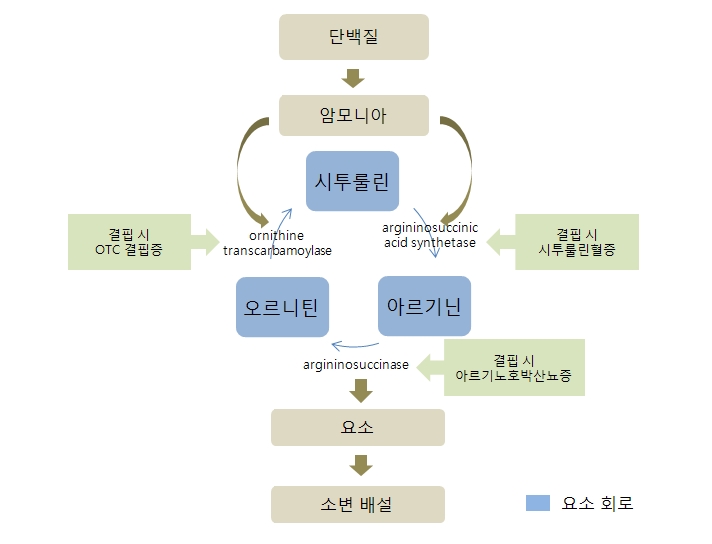 단백질
암모니아
시투룰린
결핍 시
OTC 결핍증
ornithine
transcarbamoylase
argininosuccinic
acid synthetase
결핍 시
시투룰린혈증
오르니틴
아르기닌
argininosuccinase
결핍 시
아르기노호박산뇨증
요소
소변 배설
요소 회로